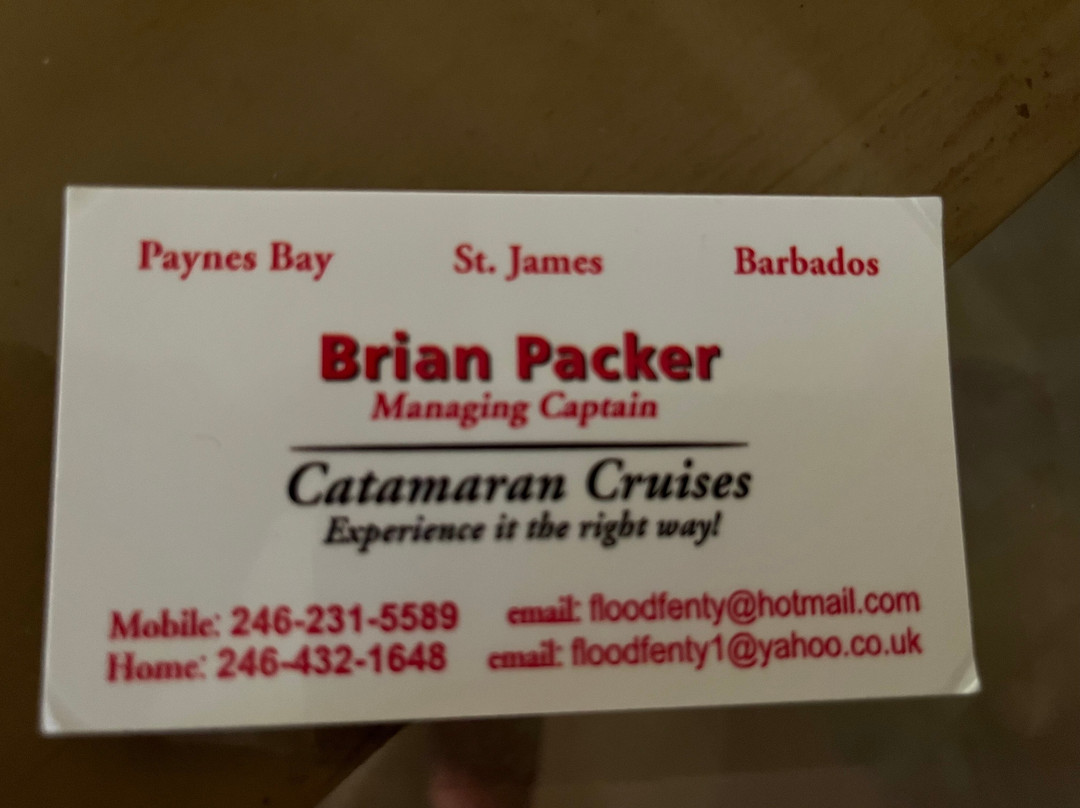 Paynes Bay St. James Barbados
Brian Packer
Managing Captain
Catamaran Cruises
Experience it the right way!
Mobile: 246-231-5589 email: floodfenty@hotmail.com
Home: 246-432-1648 email: floodfenty1@yahoo.co.uk